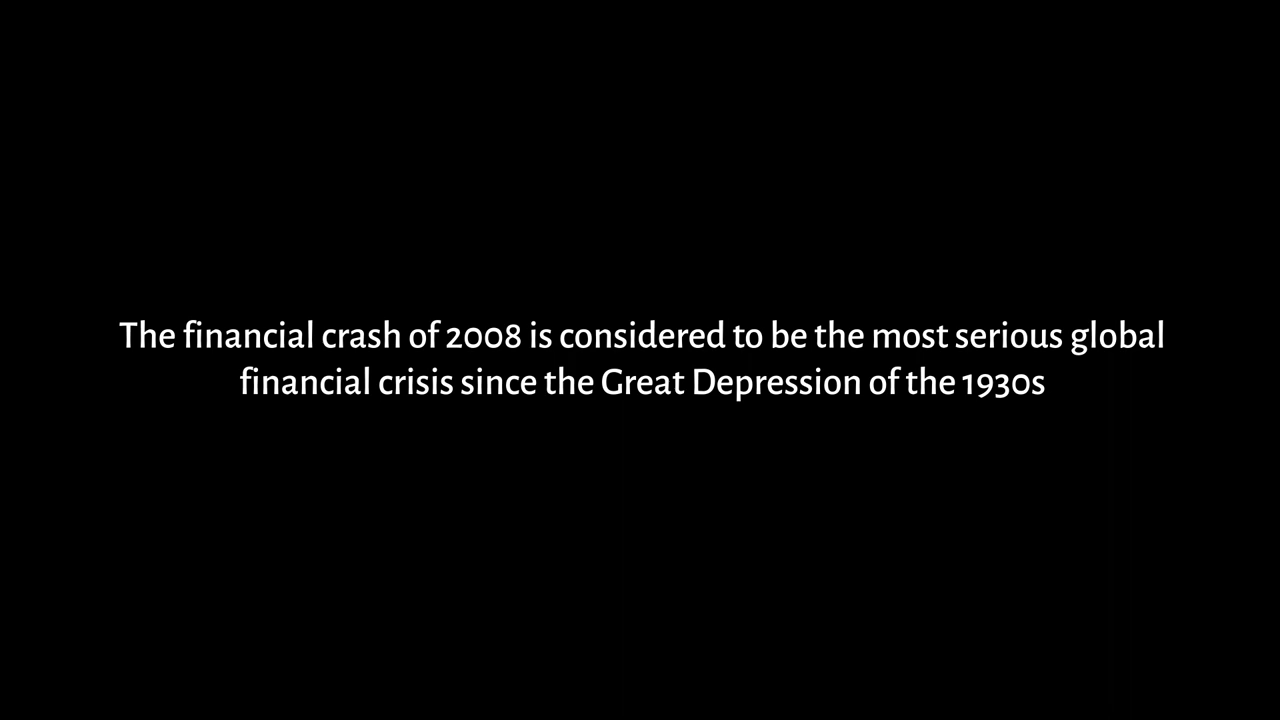 The financial crash of 2008 is considered to be the most serious global
financial crisis since the Great Depression of the 1930s